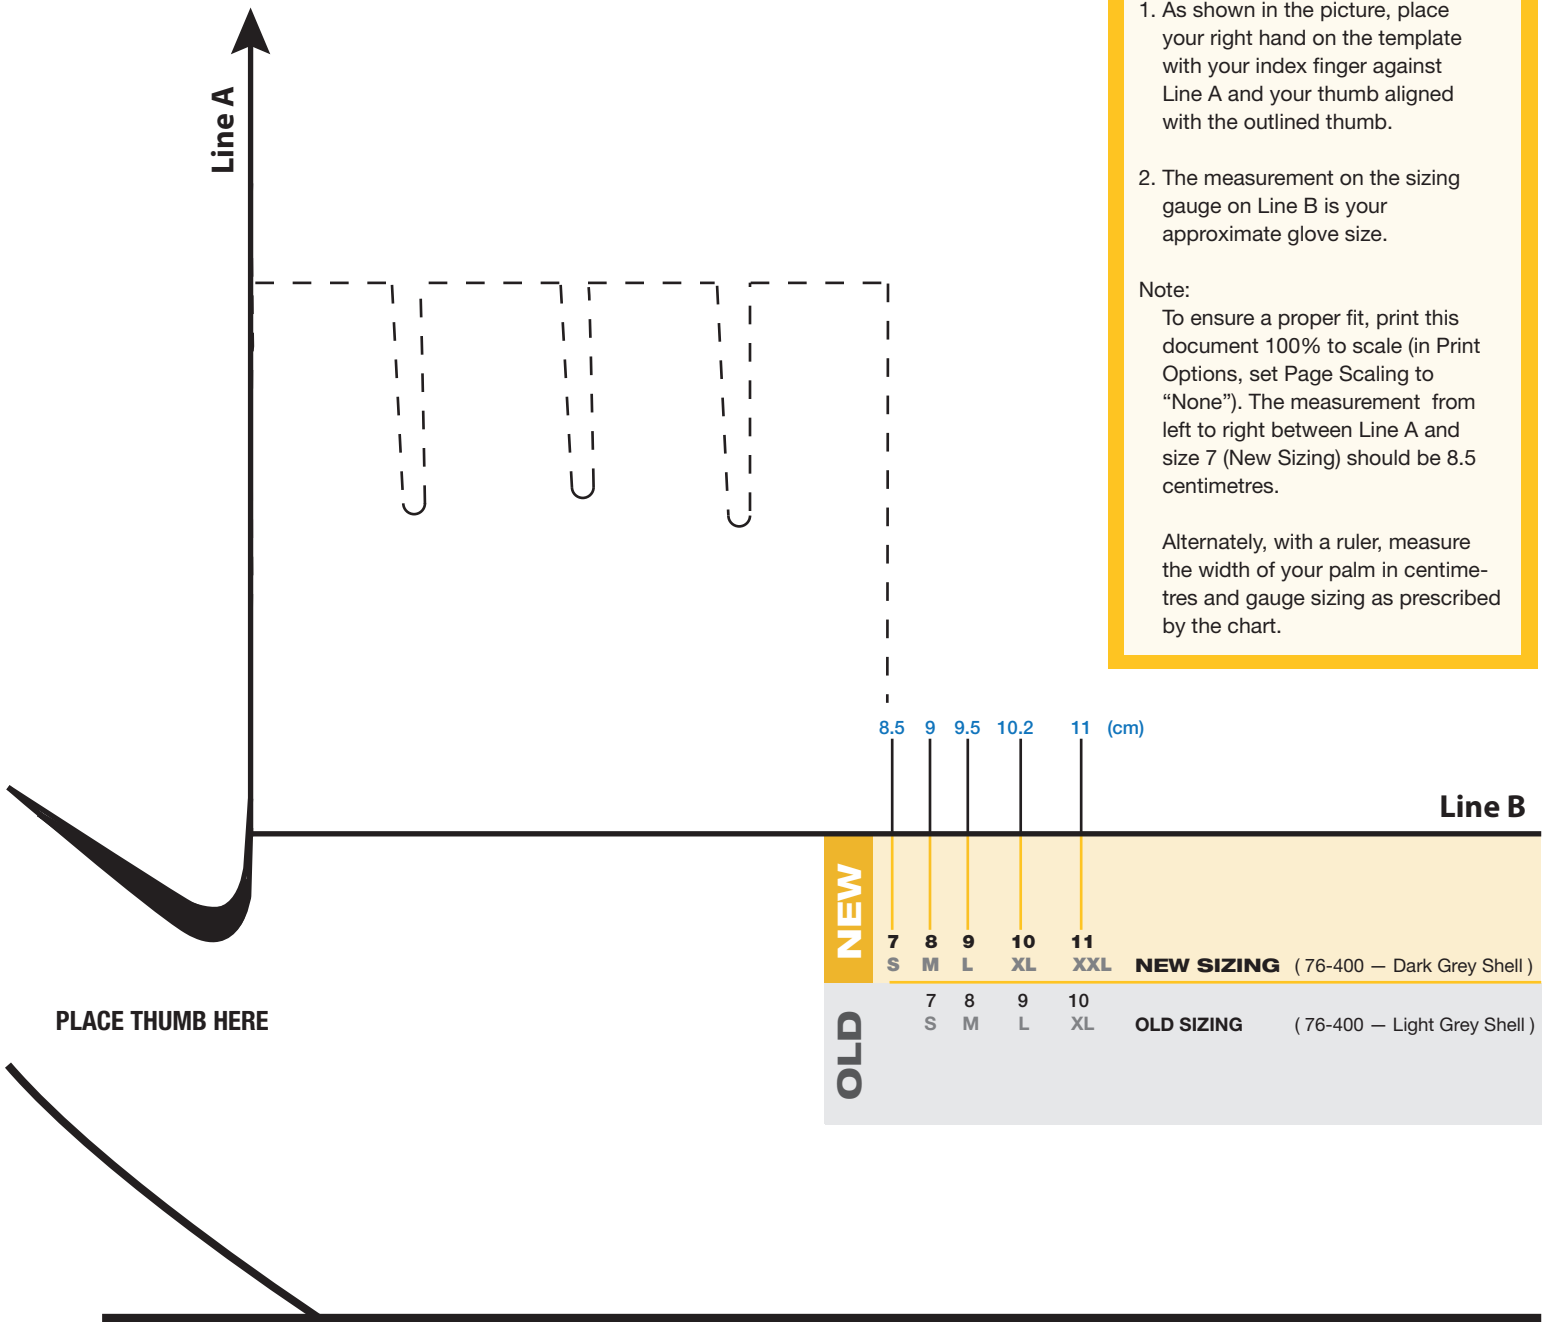 Line A
1. As shown in the picture, place
your right hand on the template
with your index finger against
Line A and your thumb aligned
with the outlined thumb.
2. The measurement on the sizing
gauge on Line B is your
approximate glove size.
Note:
To ensure a proper fit, print this
document 100% to scale (in Print
Options, set Page Scaling to
“None”). The measurement from
left to right between Line A and
size 7 (New Sizing) should be 8.5
centimetres.
Alternately, with a ruler, measure
the width of your palm in centime-
tres and gauge sizing as prescribed
by the chart.
8.5 9 9.5 10.2 11 (cm)
Line B
NEW
7 8 9 10 11
S M L XL XXL NEW SIZING ( 76-400 — Dark Grey Shell )
OLD
7 8 9 10
S M L XL OLD SIZING ( 76-400 — Light Grey Shell )
PLACE THUMB HERE